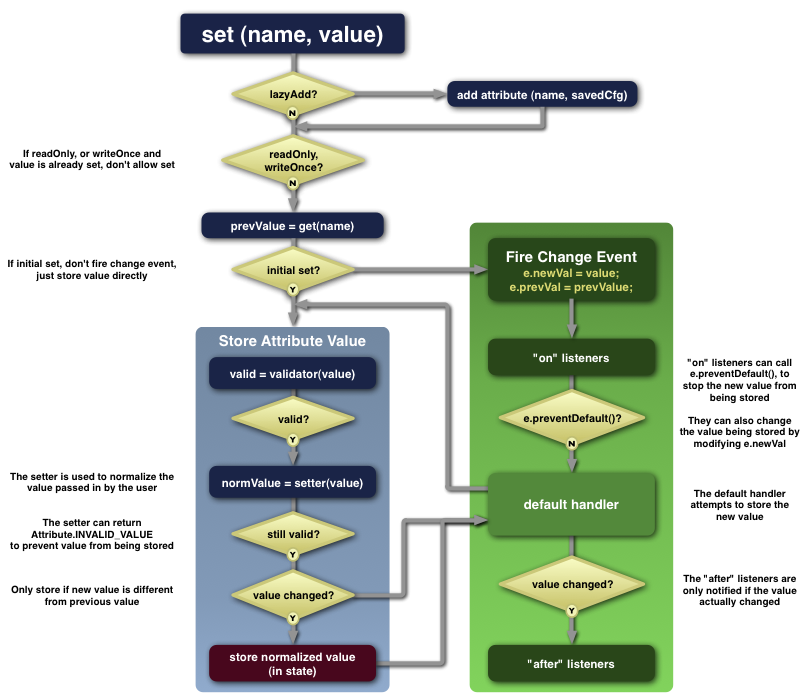 set (name, value)
lazyAdd?
add attribute (name, savedCfg)
N
If readOnly, or writeOnce and
value is already set, don't allow set
readOnly,
writeOnce?
N
prevValue = get(name)
If initial set, don't fire change event,
just store value directly
initial set?
Y
Fire Change Event
e.newVal = value;
e.prevVal = prevValue;
Store Attribute Value
valid = validator(value)
valid?
Y
The setter is used to normalize the
value passed in by the user
normValue = setter(value)
The setter can return
Attribute.INVALID_VALUE
to prevent value from being stored
still valid?
Y
Only store if new value is different
from previous value
value changed?
Y
store normalized value
(in state)
"on" listeners
"on" listeners can call
e.preventDefault(), to
stop the new value from
being stored
e.preventDefault()?
N
They can also change
the value being stored by
modifying e.newVal
default handler
The default handler
attempts to store the
new value
value changed?
Y
The "after" listeners are
only notified if the value
actually changed
"after" listeners